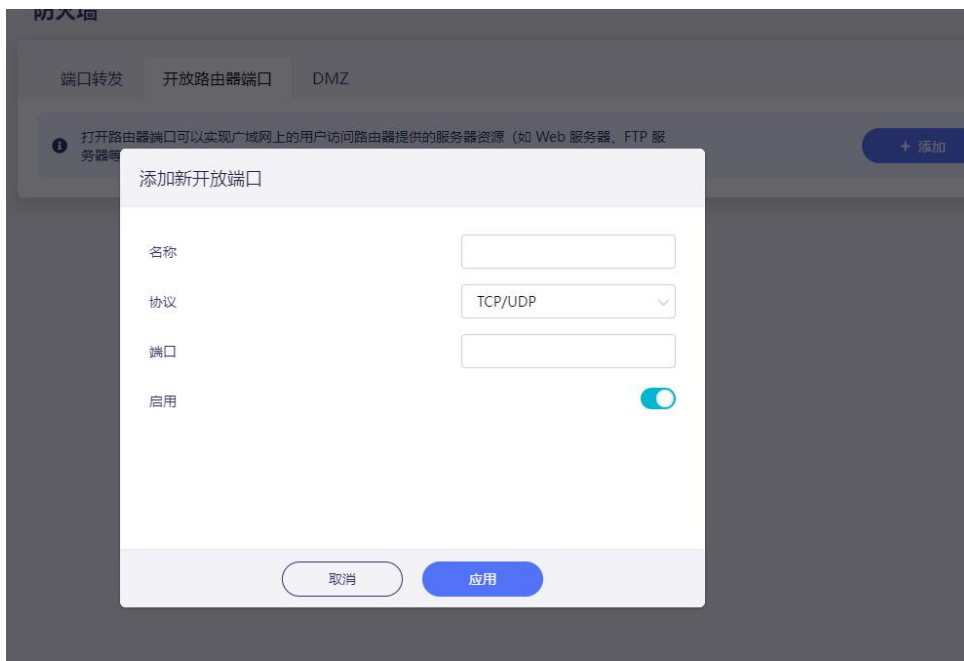 防火墙
端口转发 开放路由器端口 DMZ
打开路由器端口可以实现广域网上的用户访问路由器提供的服务器资源（如 Web 服务器、FTP 服
务器等
+ 添加
添加新开放端口
名称
协议 TCP/UDP
端口
启用
取消 应用